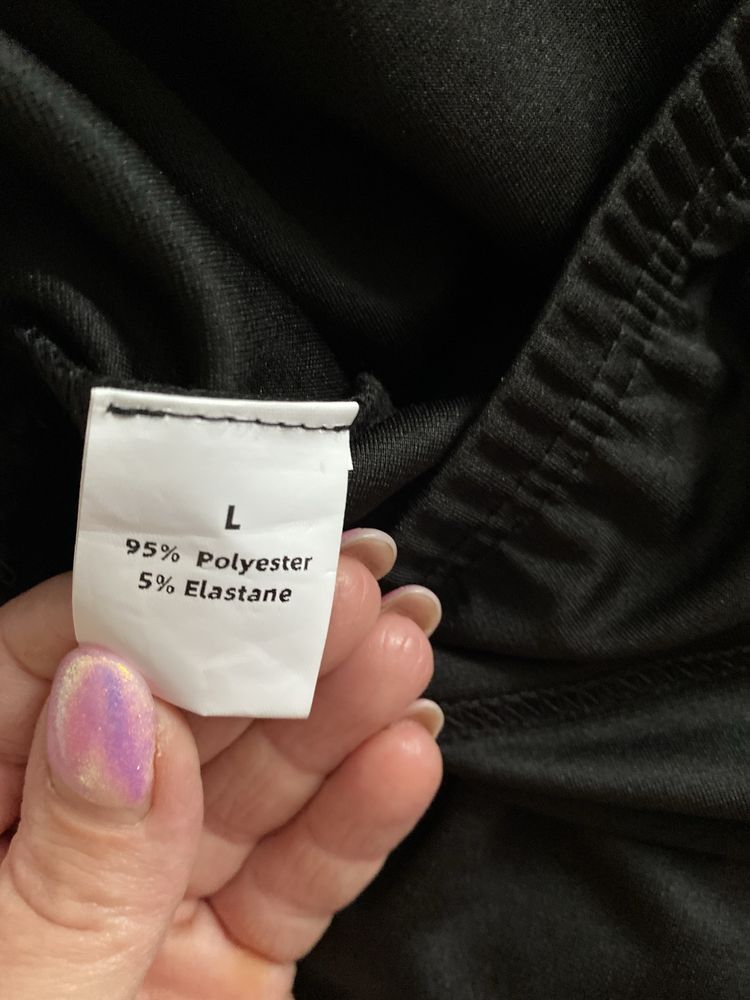 L
95% Polyester
5% Elastane